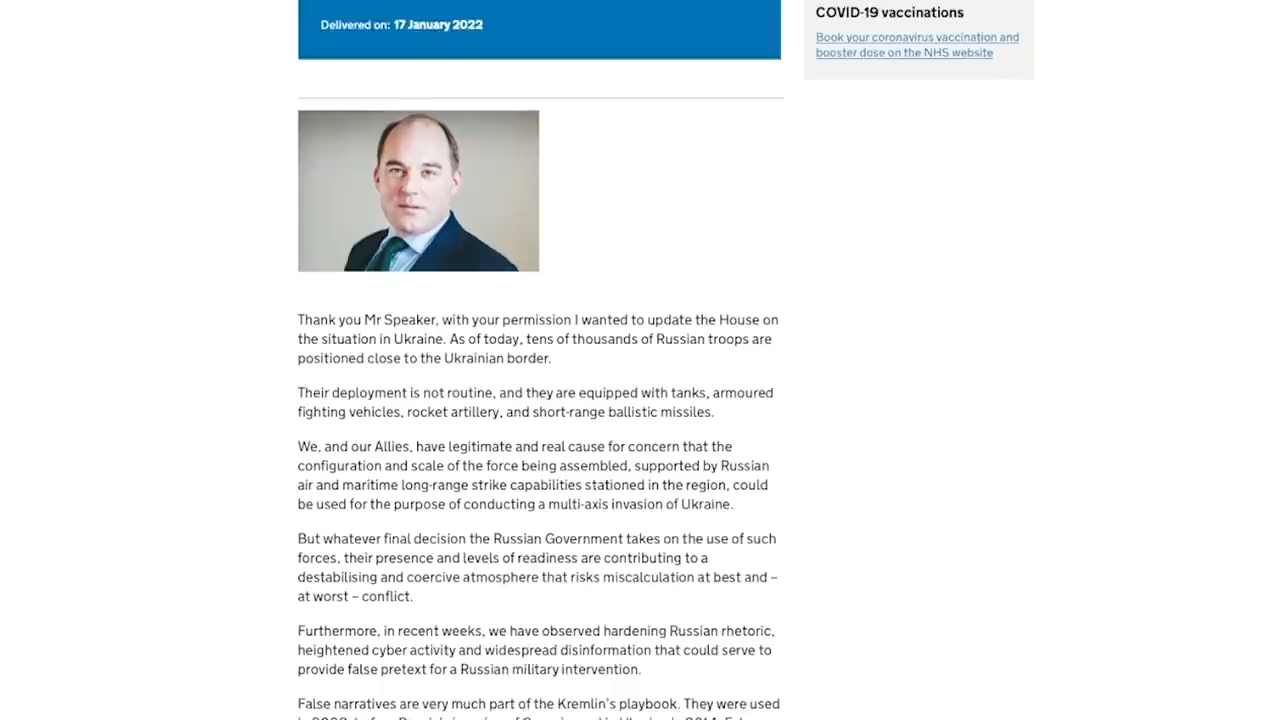 Delivered on: 17 January 2022
COVID-19 vaccinations
Book your coronavirus vaccination and
booster dose on the NHS website
Thank you Mr Speaker, with your permission I wanted to update the House on
the situation in Ukraine. As of today, tens of thousands of Russian troops are
positioned close to the Ukrainian border.
Their deployment is not routine, and they are equipped with tanks, armoured
fighting vehicles, rocket artillery, and short-range ballistic missiles.
We, and our Allies, have legitimate and real cause for concern that the
configuration and scale of the force being assembled, supported by Russian
air and maritime long-range strike capabilities stationed in the region, could
be used for the purpose of conducting a multi-axis invasion of Ukraine.
But whatever final decision the Russian Government takes on the use of such
forces, their presence and levels of readiness are contributing to a
destabilising and coercive atmosphere that risks miscalculation at best and –
at worst – conflict.
Furthermore, in recent weeks, we have observed hardening Russian rhetoric,
heightened cyber activity and widespread disinformation that could serve to
provide false pretext for a Russian military intervention.
False narratives are very much part of the Kremlin's playbook. They were used